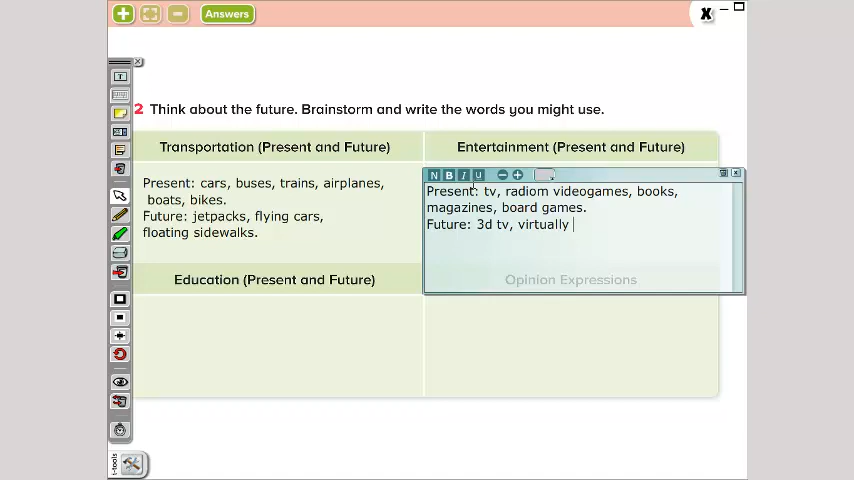 Answers
X
2 Think about the future. Brainstorm and write the words you might use.
Transportation (Present and Future)
Present: cars, buses, trains, airplanes,
boats, bikes.
Future: jetpacks, flying cars,
floating sidewalks.
Entertainment (Present and Future)
N B I U
Present: tv, radiom videogames, books,
magazines, board games.
Future: 3d tv, virtually
Education (Present and Future)
Opinion Expressions
t-tools